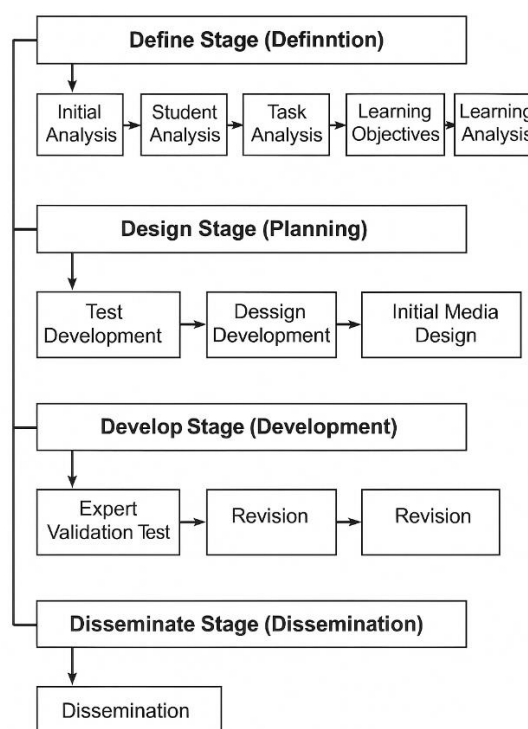 Define Stage (Definntion)
Initial
Analysis
Student
Analysis
Task
Analysis
Learning
Objectives
Learning
Analysis
Design Stage (Planning)
Test
Development
Dessign
Development
Initial Media
Design
Develop Stage (Development)
Expert
Validation Test
Revision
Revision
Disseminate Stage (Dissemination)
Dissemination